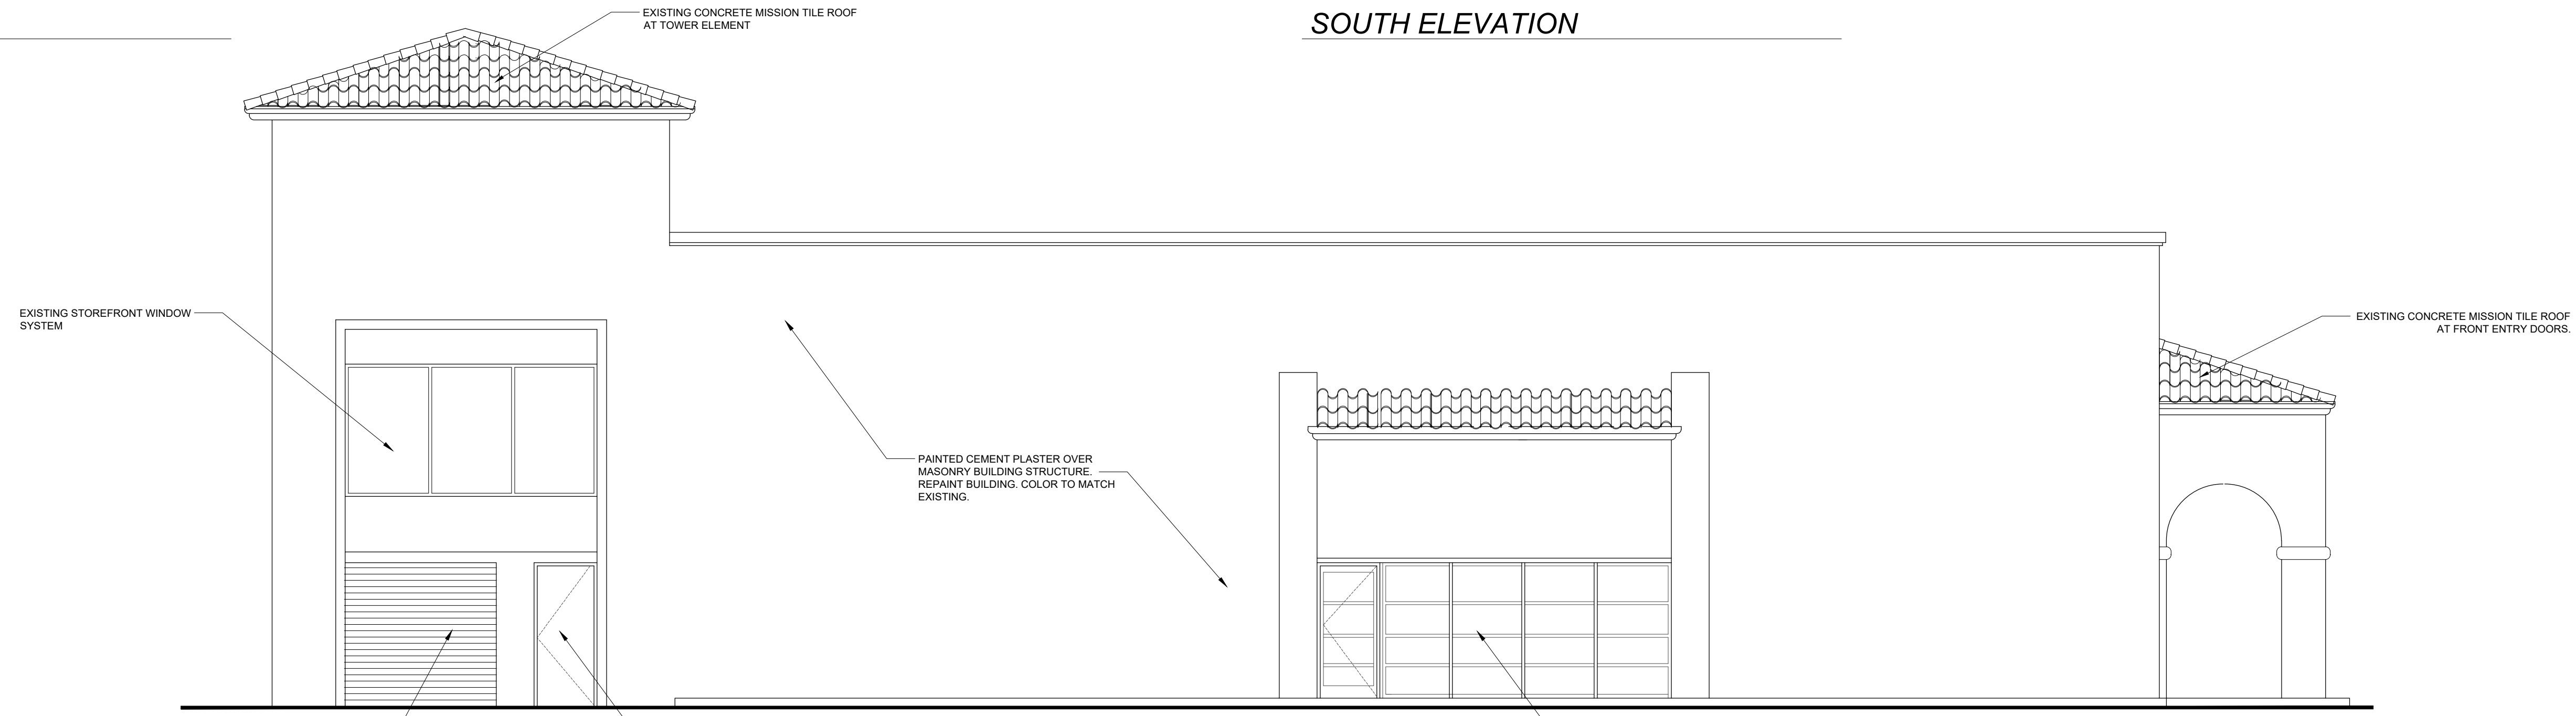 EXISTING CONCRETE MISSION TILE ROOF
AT TOWER ELEMENT
SOUTH ELEVATION
EXISTING STOREFRONT WINDOW
SYSTEM
EXISTING CONCRETE MISSION TILE ROOF
AT FRONT ENTRY DOORS.
PAINTED CEMENT PLASTER OVER
MASONRY BUILDING STRUCTURE.
REPAINT BUILDING. COLOR TO MATCH
EXISTING.